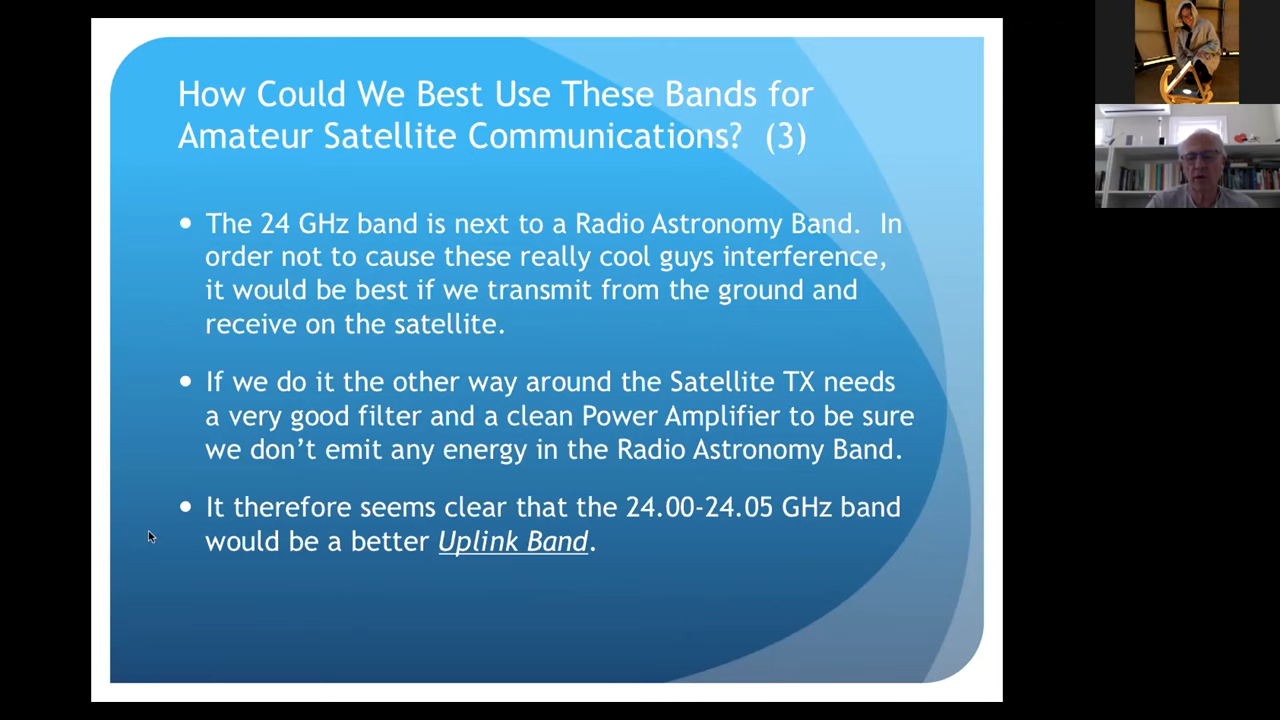 How Could We Best Use These Bands for
Amateur Satellite Communications?  (3)
• The 24 GHz band is next to a Radio Astronomy Band.  In
order not to cause these really cool guys interference,
it would be best if we transmit from the ground and
receive on the satellite.
• If we do it the other way around the Satellite TX needs
a very good filter and a clean Power Amplifier to be sure
we don’t emit any energy in the Radio Astronomy Band.
• It therefore seems clear that the 24.00-24.05 GHz band
would be a better Uplink Band.